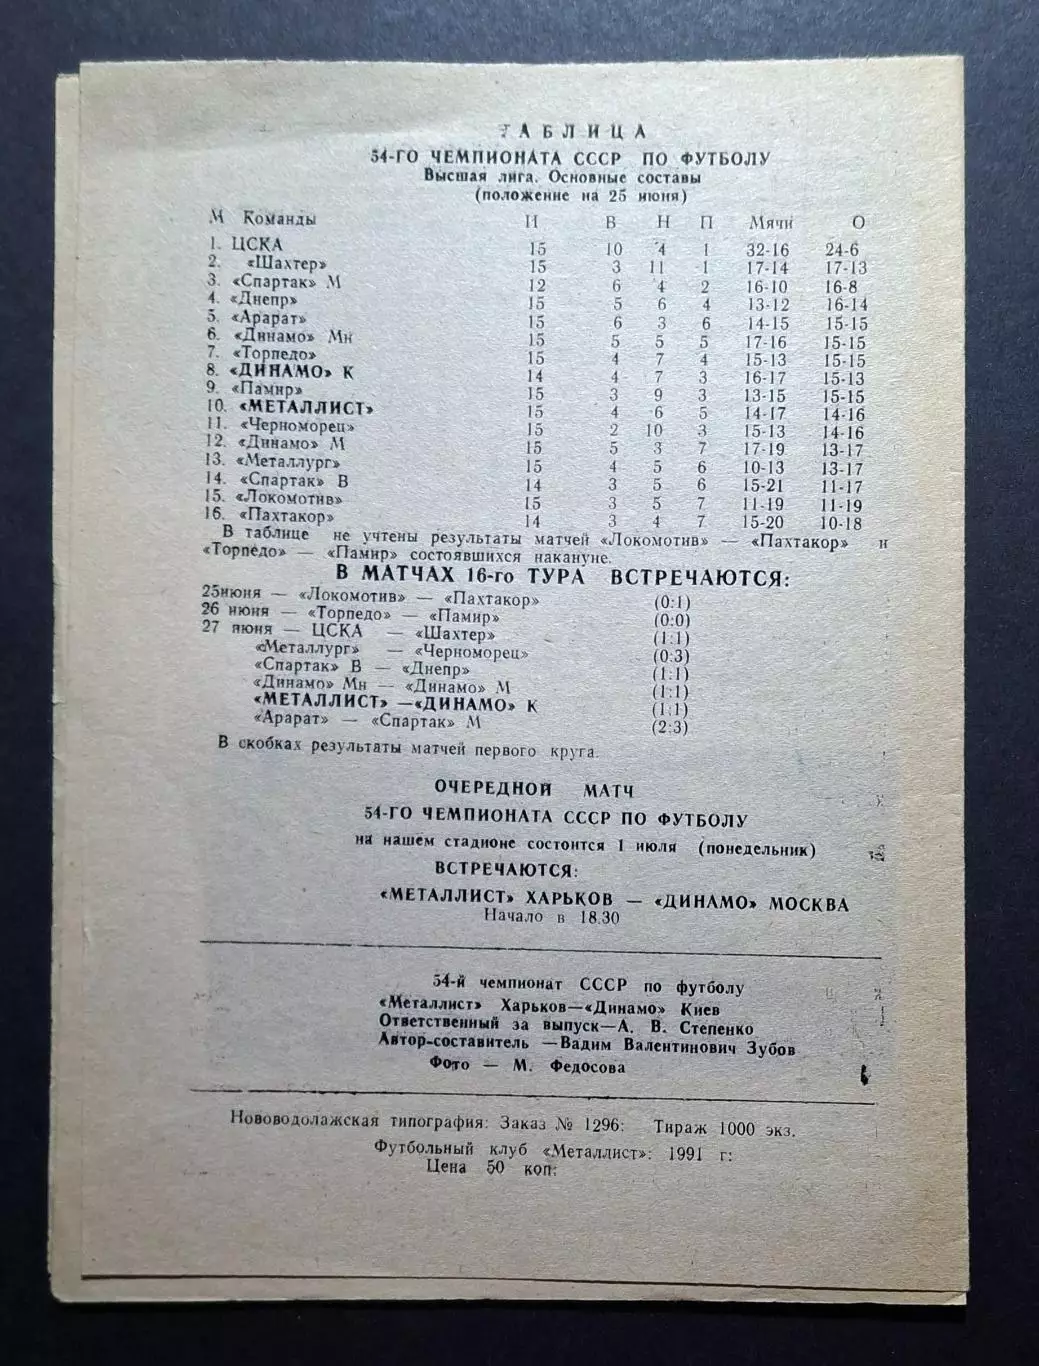 ТАБЛИЦА
54-ГО ЧЕМПИОНАТА СССР ПО ФУТБОЛУ
Высшая лига. Основные составы
(положение на 25 июня)
М Команды И В Н П Мячи О
1. ЦСКА 15 10 4 1 32-16 24-6
2. «Шахтер» 15 3 11 1 17-14 17-13
3. «Спартак» М 12 6 4 2 16-10 16-8
4. «Днепр» 15 5 6 4 13-12 16-14
5. «Арарат» 15 6 3 6 14-15 15-15
6. «Динамо» Мн 15 5 5 5 17-16 15-15
7. «Торпедо» 15 4 7 4 15-13 15-15
8. «ДИНАМО» К 14 4 7 3 16-17 15-13
9. «Памир» 15 3 9 3 13-15 15-15
10. «МЕТАЛЛИСТ» 15 4 6 5 14-17 14-16
11. «Черноморец» 15 2 10 3 15-13 14-16
12. «Динамо» М 15 5 3 7 17-19 13-17
13. «Металлург» 15 4 5 6 10-13 13-17
14. «Спартак» В 14 3 5 6 15-21 11-17
15. «Локомотив» 15 3 5 7 11-19 11-19
16. «Пахтакор» 14 3 4 7 15-20 10-18
В таблице не учтены результаты матчей «Локомотив» — «Пахтакор» и
«Торпедо» — «Памир» состоявшихся накануне.
В МАТЧАХ 16-го ТУРА ВСТРЕЧАЮТСЯ:
25июня — «Локомотив» — «Пахтакор» (0:1)
26 июня — «Торпедо» — «Памир» (0:0)
27 июня — ЦСКА — «Шахтер» (1:1)
«Металлург» — «Черноморец» (0:3)
«Спартак» В — «Днепр» (1:1)
«Динамо» Мн — «Динамо» М (1:1)
«МЕТАЛЛИСТ» —«ДИНАМО» К (1:1)
«Арарат» — «Спартак» М (2:3)
В скобках результаты матчей первого круга.
ОЧЕРЕДНОЙ МАТЧ
54-ГО ЧЕМПИОНАТА СССР ПО ФУТБОЛУ
на нашем стадионе состоится 1 июля (понедельник)
ВСТРЕЧАЮТСЯ:
«МЕТАЛЛИСТ» ХАРЬКОВ — «ДИНАМО» МОСКВА
Начало в 18.30
54-й чемпионат СССР по футболу
«Металлист» Харьков—«Динамо» Киев
Ответственный за выпуск—А. В. Степенко
Автор-составитель —Вадим Валентинович Зубов
Фото — М. Федосова
Нововодолажская типография: Заказ № 1296: Тираж 1000 экз.
Футбольный клуб «Металлист»: 1991 г:
Цена 50 коп: